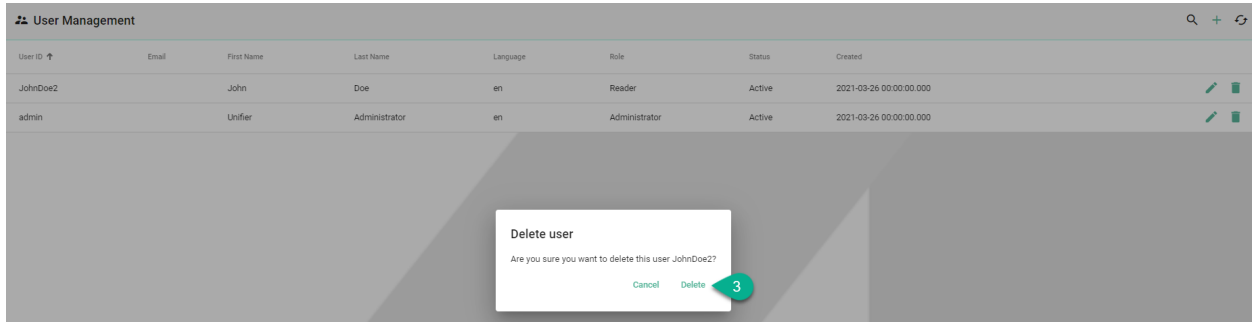 User Management
User ID Email First Name Last Name Language Role Status Created
JohnDoe2 John Doe en Reader Active 2021-03-26 00:00:00.000
admin Unifier Administrator en Administrator Active 2021-03-26 00:00:00.000
Delete user
Are you sure you want to delete this user JohnDoe2?
Cancel Delete 3